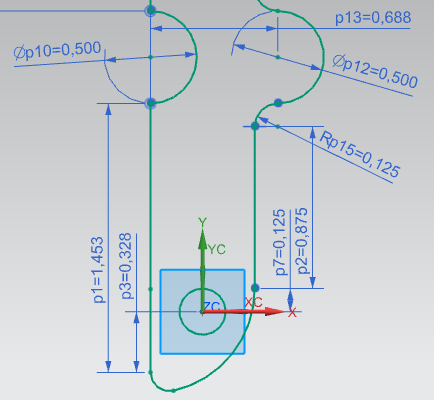 p13=0,688
Øp10=0,500
Øp12=0,500
Rp15=0,125
p1=1,453
p3=0,328
p7=0,125
p2=0,875
Y
YC
ZC
XC
X